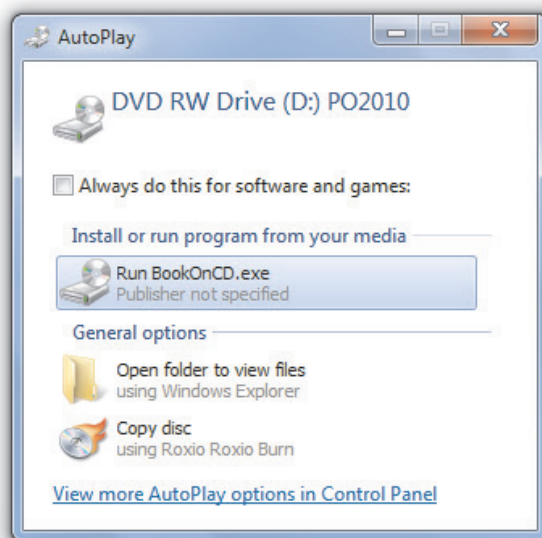 AutoPlay
DVD RW Drive (D:) PO2010
Always do this for software and games:
Install or run program from your media
Run BookOnCD.exe
Publisher not specified
General options
Open folder to view files
using Windows Explorer
Copy disc
using Roxio Roxio Burn
View more AutoPlay options in Control Panel